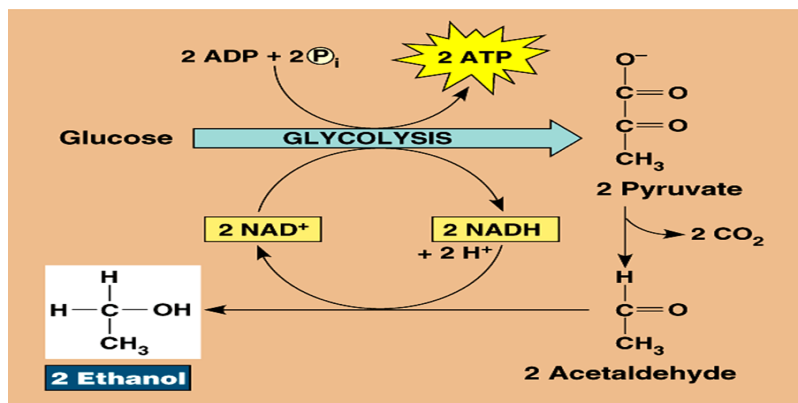 2 ADP + 2 Pi
2 ATP
O–
C=O
C=O
CH3
Glucose
GLYCOLYSIS
2 Pyruvate
2 NAD+
2 NADH
+ 2 H+
2 CO2
H
H—C—OH
CH3
2 Ethanol
H
C=O
CH3
2 Acetaldehyde